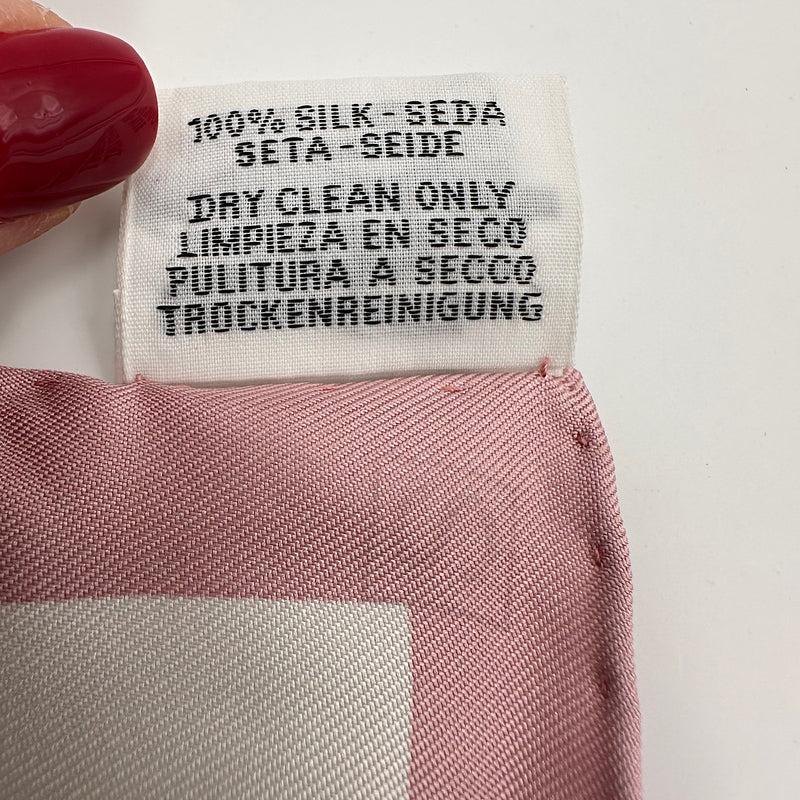 100% SILK-SEDA
SETA-SEIDE
DRY CLEAN ONLY
LIMPIEZA EN SECO
PULITURA A SECCO
TROCKENREINIGUNG